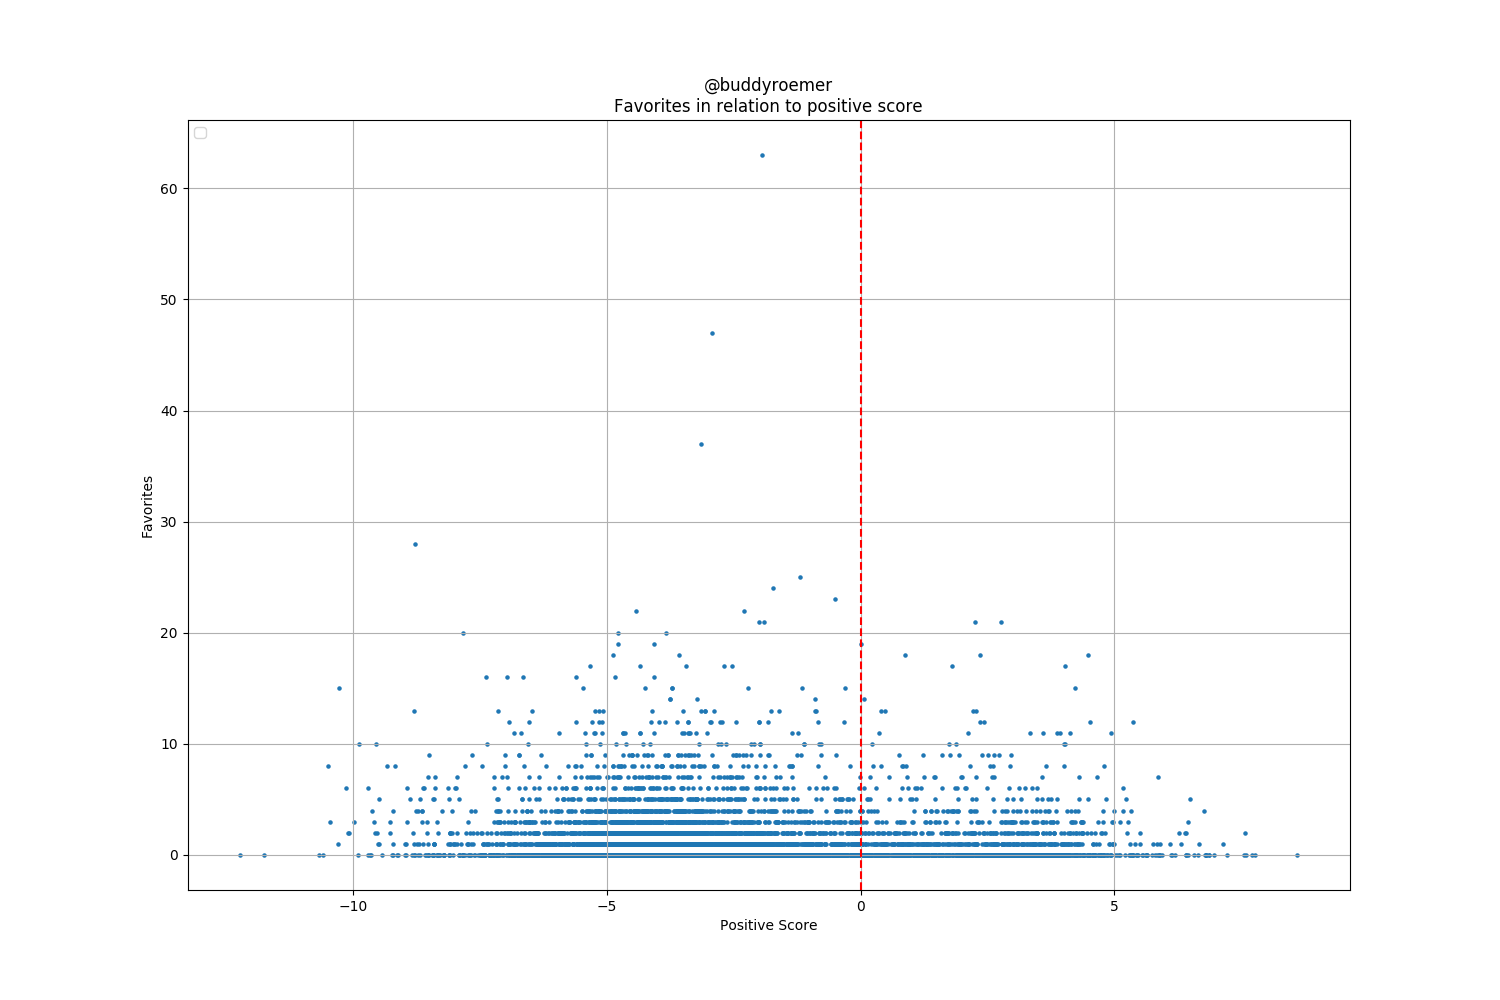 @buddyroemer
Favorites in relation to positive score
60
50
40
30
20
10
0
Favorites
−10
−5
0
5
Positive Score